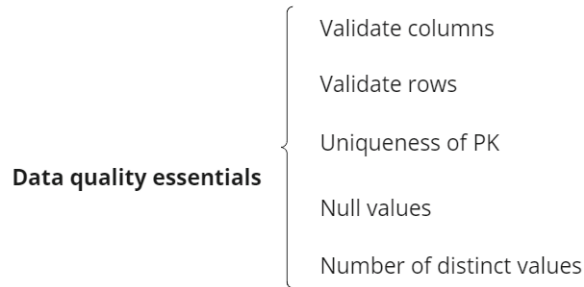 Data quality essentials
Validate columns
Validate rows
Uniqueness of PK
Null values
Number of distinct values